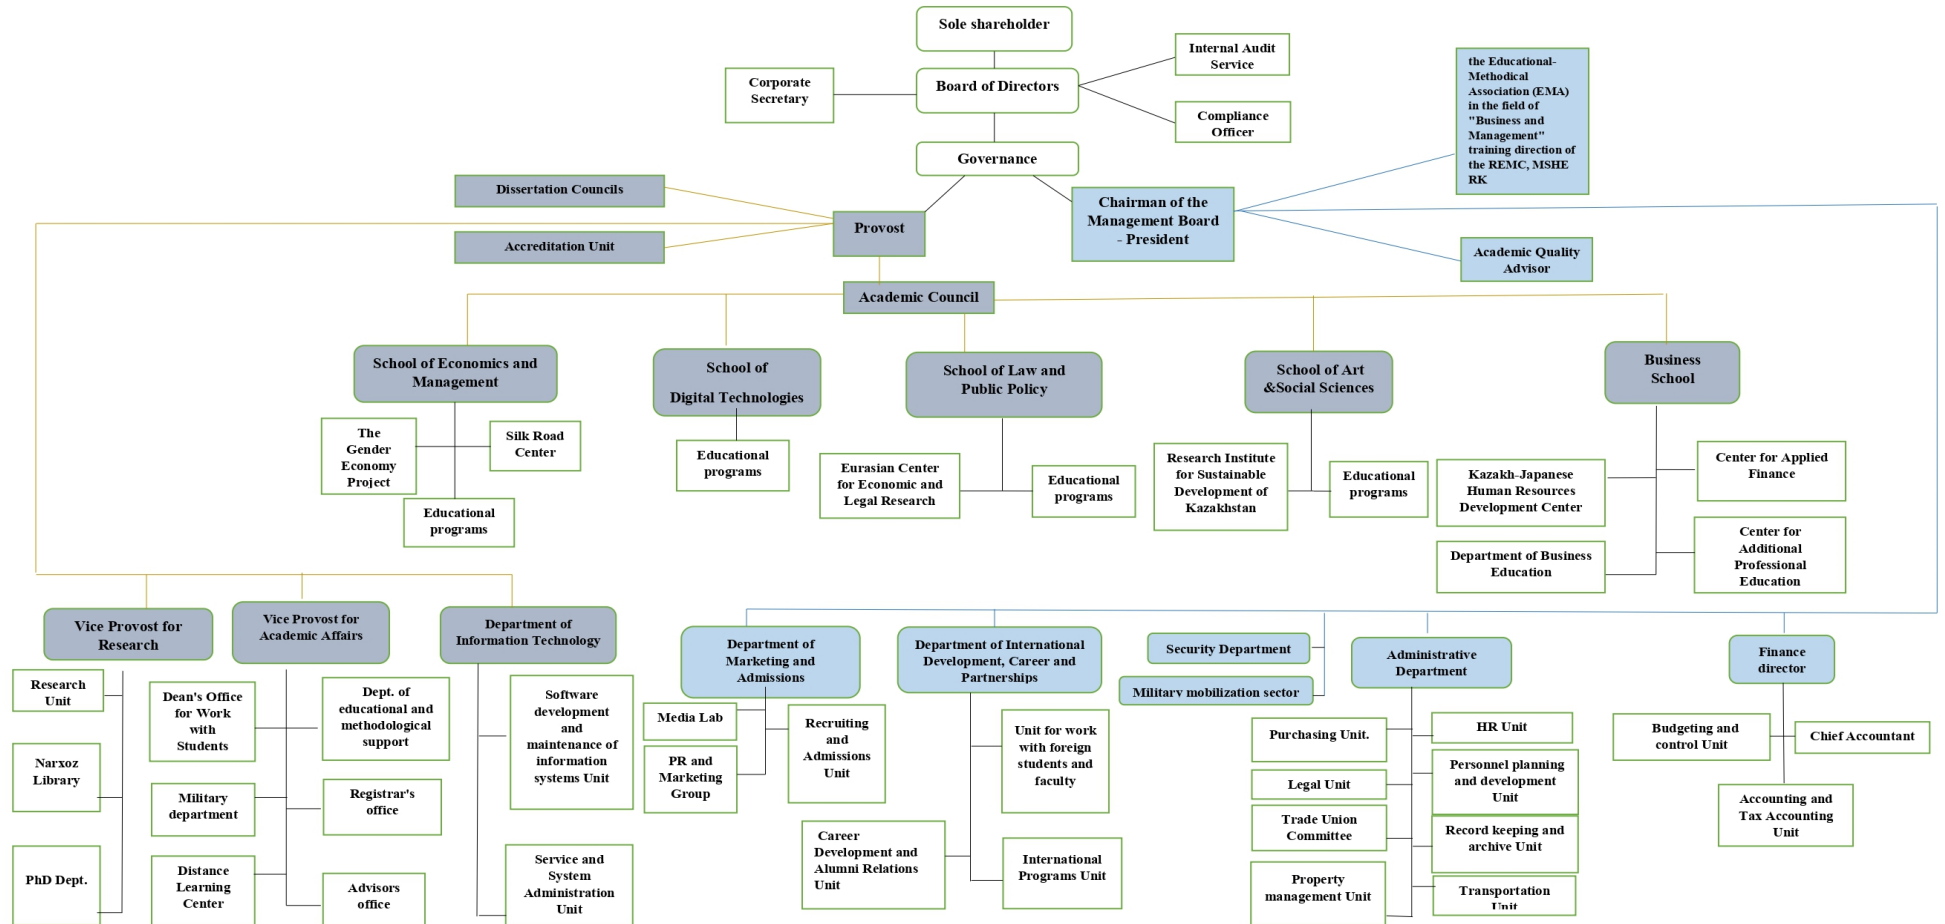 Sole shareholder
Internal Audit
Service
Corporate
Secretary
Board of Directors
Compliance
Officer
the Educational-
Methodical
Association (EMA)
in the field of
"Business and
Management"
training direction of
the REMC, MSHE
RK
Governance
Dissertation Councils
Chairman of the
Management Board
- President
Provost
Accreditation Unit
Academic Quality
Advisor
Academic Council
School of Economics and
Management
School of
Digital Technologies
School of Law and
Public Policy
School of Art
&Social Sciences
Business
School
The
Gender
Economy
Project
Silk Road
Center
Educational
programs
Educational
programs
Eurasian Center
for Economic and
Legal Research
Educational
programs
Research Institute
for Sustainable
Development of
Kazakhstan
Educational
programs
Kazakh-Japanese
Human Resources
Development Center
Center for Applied
Finance
Department of Business
Education
Center for
Additional
Professional
Education
Vice Provost for
Research
Vice Provost for
Academic Affairs
Department of
Information Technology
Department of
Marketing and
Admissions
Department of International
Development, Career and
Partnerships
Security Department
Military mobilization sector
Administrative
Department
Finance
director
Research
Unit
Narxoz
Library
PhD Dept.
Dean's Office
for Work
with
Students
Dept. of
educational and
methodological
support
Military
department
Registrar's
office
Distance
Learning
Center
Advisors
office
Software
development
and
maintenance of
information
systems Unit
Service and
System
Administration
Unit
Media Lab
PR and
Marketing
Group
Recruiting
and
Admissions
Unit
Unit for work
with foreign
students and
faculty
Career
Development and
Alumni Relations
Unit
International
Programs Unit
Purchasing Unit.
HR Unit
Legal Unit
Personnel planning
and development
Unit
Trade Union
Committee
Record keeping and
archive Unit
Property
management Unit
Transportation
Unit
Budgeting and
control Unit
Chief Accountant
Accounting and
Tax Accounting
Unit